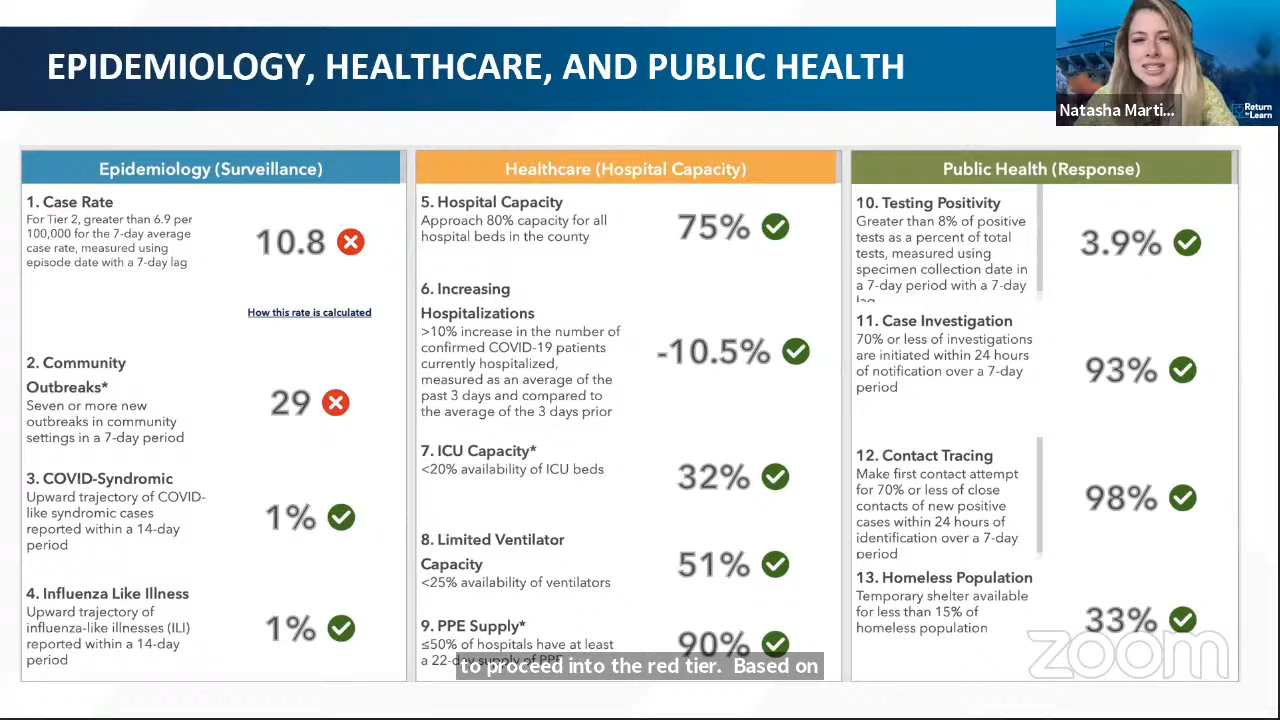 EPIDEMIOLOGY, HEALTHCARE, AND PUBLIC HEALTH
Natasha Marti...
Return
to Learn
Epidemiology (Surveillance)
1. Case Rate
For Tier 2, greater than 6.9 per
100,000 for the 7-day average
case rate, measured using
episode date with a 7-day lag
10.8
How this rate is calculated
2. Community
Outbreaks*
Seven or more new
outbreaks in community
settings in a 7-day period
29
3. COVID-Syndromic
Upward trajectory of COVID-
like syndromic cases
reported within a 14-day
period
1%
4. Influenza Like Illness
Upward trajectory of
influenza-like illnesses (ILI)
reported within a 14-day
period
1%
Healthcare (Hospital Capacity)
5. Hospital Capacity
Approach 80% capacity for all
hospital beds in the county
75%
6. Increasing
Hospitalizations
>10% increase in the number of
confirmed COVID-19 patients
currently hospitalized,
measured as an average of the
past 3 days and compared to
the average of the 3 days prior
-10.5%
7. ICU Capacity*
<20% availability of ICU beds
32%
8. Limited Ventilator
Capacity
<25% availability of ventilators
51%
9. PPE Supply*
≤50% of hospitals have at least
a 22-day supply of PPE
90%
Public Health (Response)
10. Testing Positivity
Greater than 8% of positive
tests as a percent of total
tests, measured using
specimen collection date in
a 7-day period with a 7-day
lag
3.9%
11. Case Investigation
70% or less of investigations
are initiated within 24 hours
of notification over a 7-day
period
93%
12. Contact Tracing
Make first contact attempt
for 70% or less of close
contacts of new positive
cases within 24 hours of
identification over a 7-day
period
98%
13. Homeless Population
Temporary shelter available
for less than 15% of
homeless population
33%
zoom
to proceed into the red tier. Based on